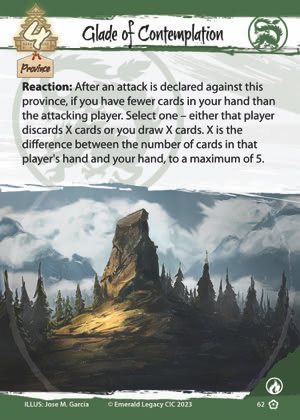 4
Glade of Contemplation
Province
Reaction: After an attack is declared against this
province, if you have fewer cards in your hand than
the attacking player. Select one – either that player
discards X cards or you draw X cards. X is the
difference between the number of cards in that
player's hand and your hand, to a maximum of 5.
ILLUS: Jose M. Garcia © Emerald Legacy CIC 2023 62